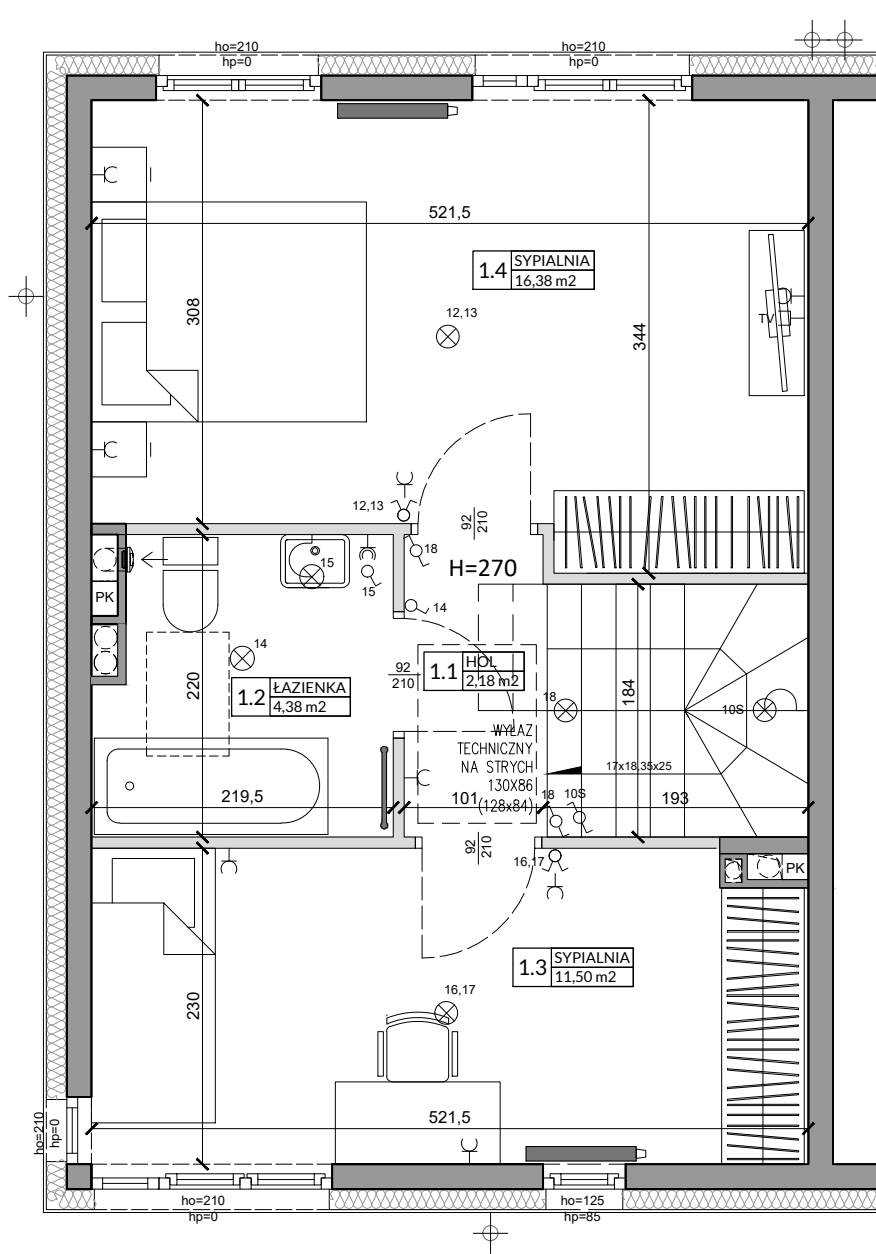 ho=210
hp=0
ho=210
hp=0
521,5
1.4
SYPIALNIA
16,38 m2
12,13
308
344
TV
12,13
92
210
18
H=270
15
15
PK
14
14
1.1
HOL
2,18 m2
92
210
1.2
ŁAZIENKA
4,38 m2
220
184
18
10S
WYŁAZ
TECHNICZNY
NA STRYCH
130X86
(128x84)
17x18,35x25
219,5
101
18
10S
193
92
210
16,17
PK
1.3
SYPIALNIA
11,50 m2
16,17
230
521,5
ho=210
hp=0
ho=210
hp=0
ho=125
hp=85